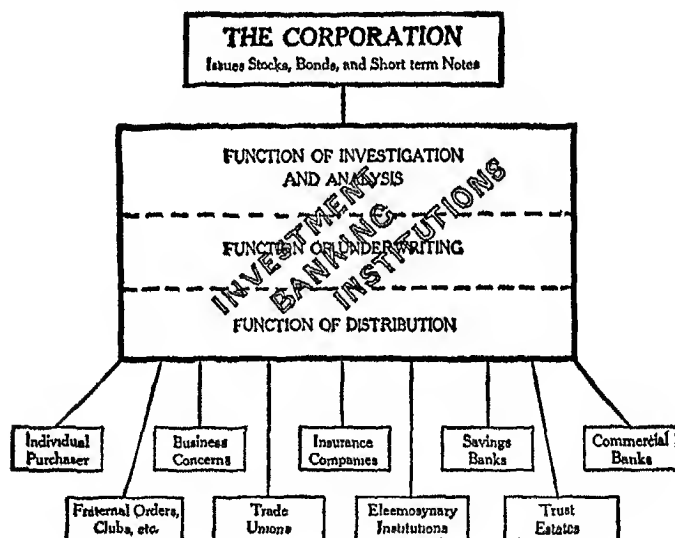 THE CORPORATION
Issues Stocks, Bonds, and Short term Notes
FUNCTION OF INVESTIGATION
AND ANALYSIS
FUNCTION OF UNDERWRITING
FUNCTION OF DISTRIBUTION
INVESTMENT
BANKING
INSTITUTIONS
Individual
Purchaser
Business
Concerns
Insurance
Companies
Savings
Banks
Commercial
Banks
Fraternal Orders,
Clubs, etc.
Trade
Unions
Eleemosynary
Institutions
Trust
Estates